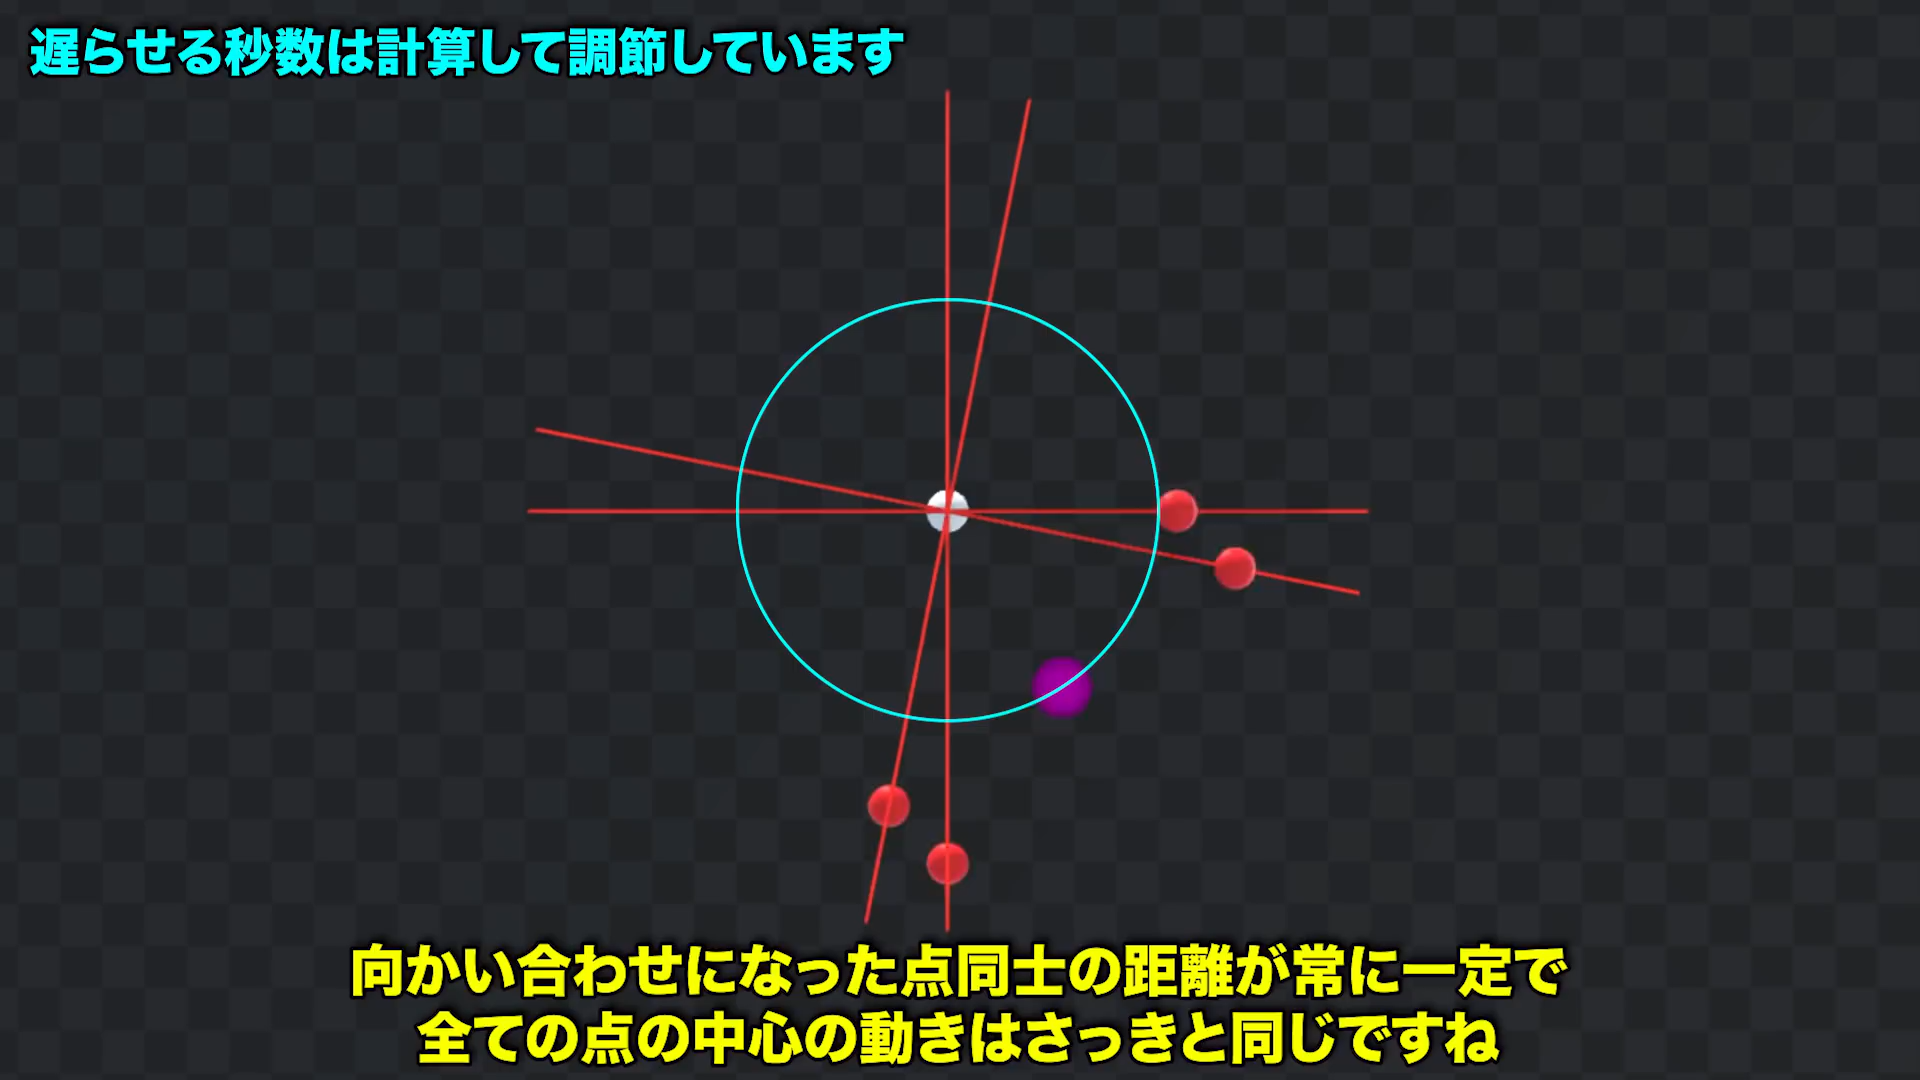 遅らせる秒数は計算して調節しています
向かい合わせになった点同士の距離が常に一定で
全ての点の中心の動きはさっきと同じですね